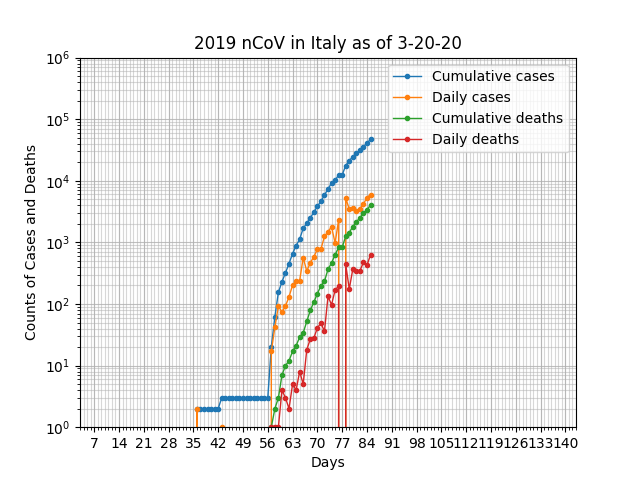 2019 nCoV in Italy as of 3-20-20
Counts of Cases and Deaths
10^6
10^5
10^4
10^3
10^2
10^1
10^0
Cumulative cases
Daily cases
Cumulative deaths
Daily deaths
7 14 21 28 35 42 49 56 63 70 77 84 91 98 105 112 119 126 133 140
Days